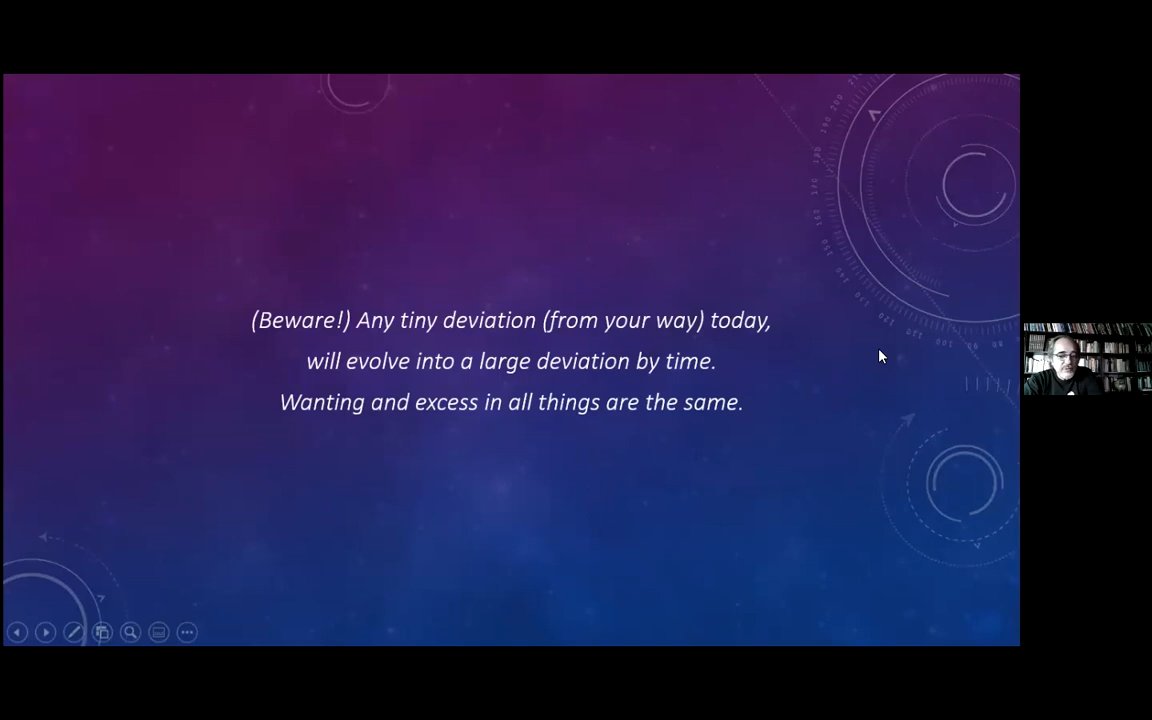 (Beware!) Any tiny deviation (from your way) today,
will evolve into a large deviation by time.
Wanting and excess in all things are the same.